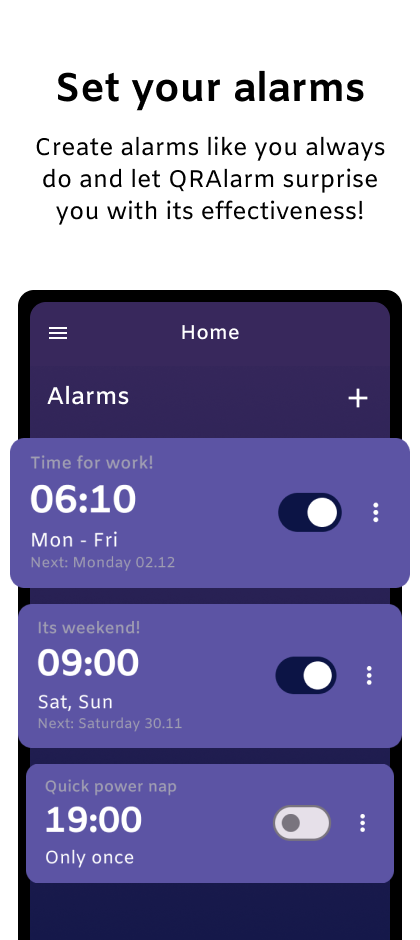 Set your alarms
Create alarms like you always
do and let QRAlarm surprise
you with its effectiveness!
Home
Alarms
Time for work!
06:10
Mon - Fri
Next: Monday 02.12
Its weekend!
09:00
Sat, Sun
Next: Saturday 30.11
Quick power nap
19:00
Only once